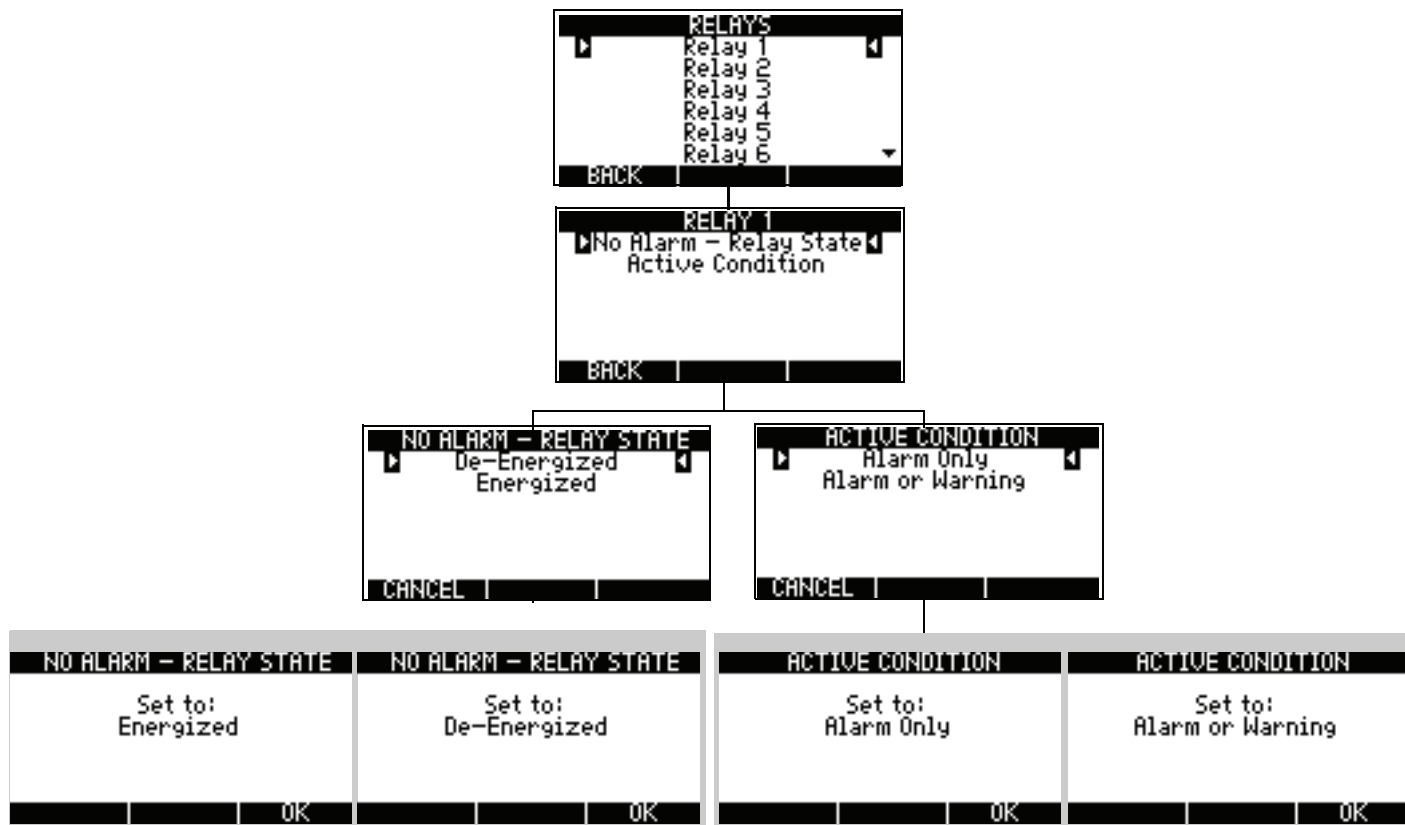 RELAYS
Relay 1
Relay 2
Relay 3
Relay 4
Relay 5
Relay 6
BACK
RELAY 1
No Alarm – Relay State
Active Condition
BACK
NO ALARM – RELAY STATE
De-Energized
Energized
CANCEL
ACTIVE CONDITION
Alarm Only
Alarm or Warning
CANCEL
NO ALARM – RELAY STATE
Set to:
Energized
OK
NO ALARM – RELAY STATE
Set to:
De-Energized
OK
ACTIVE CONDITION
Set to:
Alarm Only
OK
ACTIVE CONDITION
Set to:
Alarm or Warning
OK